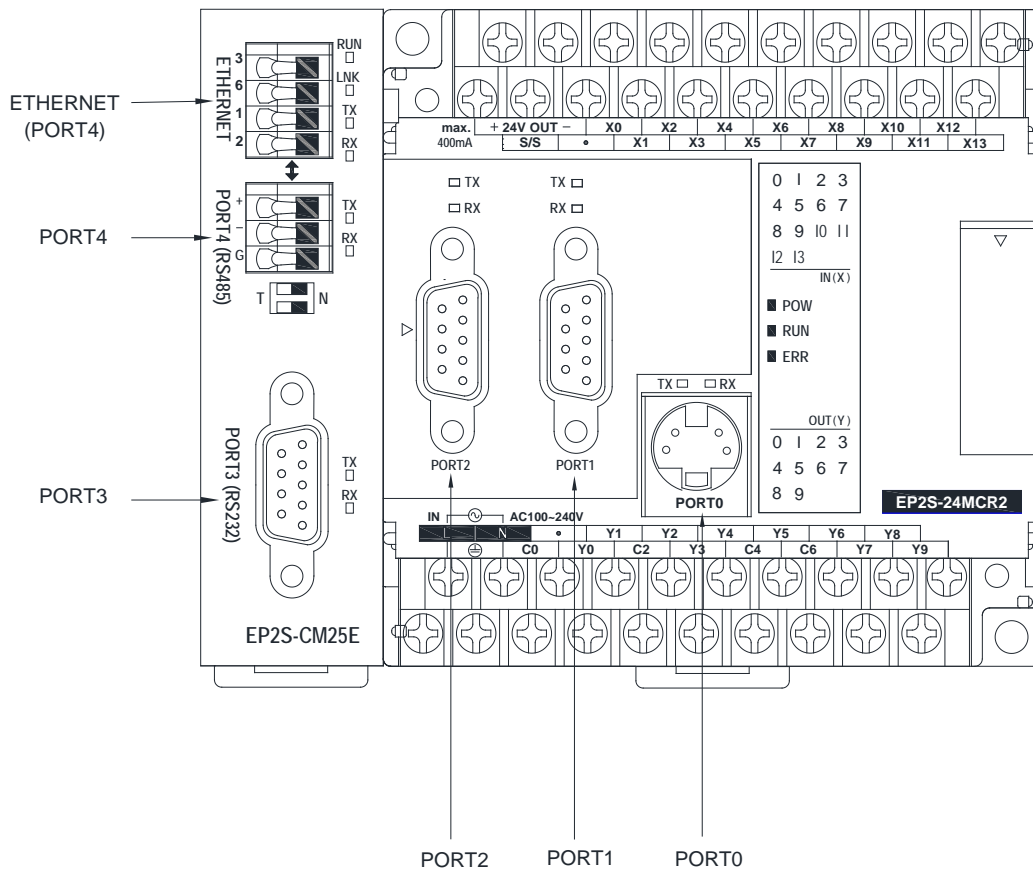 ETHERNET
(PORT4)
PORT4
PORT3
3
6
1
2
ETHERNET
RUN
LNK
TX
RX
+
−
G
PORT4 (RS485)
TX
RX
T N
PORT3 (RS232)
TX
RX
EP2S-CM25E
max. + 24V OUT − X0 X2 X4 X6 X8 X10 X12
400mA S/S • X1 X3 X5 X7 X9 X11 X13
TX TX
RX RX
PORT2 PORT1
TX RX
PORT0
0 1 2 3
4 5 6 7
8 9 10 11
12 13
IN(X)
POW
RUN
ERR
OUT(Y)
0 1 2 3
4 5 6 7
8 9
EP2S-24MCR2
IN AC100~240V
L N • Y1 Y2 Y4 Y5 Y6 Y8
C0 Y0 C2 Y3 C4 C6 Y7 Y9
PORT2 PORT1 PORT0